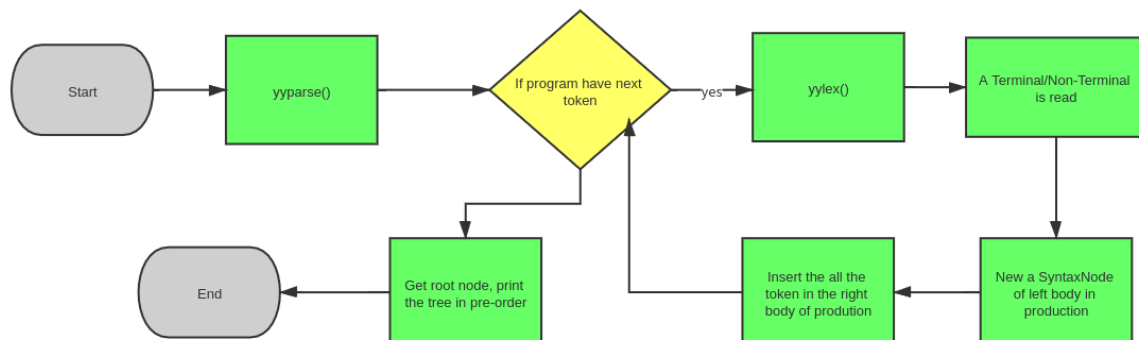 Start
yyparse()
If program have next
token
yes
yylex()
A Terminal/Non-Terminal
is read
End
Get root node, print
the tree in pre-order
Insert the all the
token in the right
body of prodution
New a SyntaxNode
of left body in
production